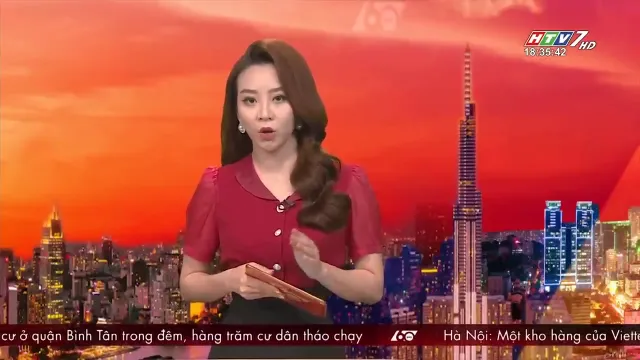 HTV7 HD
18:35:42
cư ở quận Bình Tân trong đêm, hàng trăm cư dân tháo chạy
Hà Nội: Một kho hàng của Viette